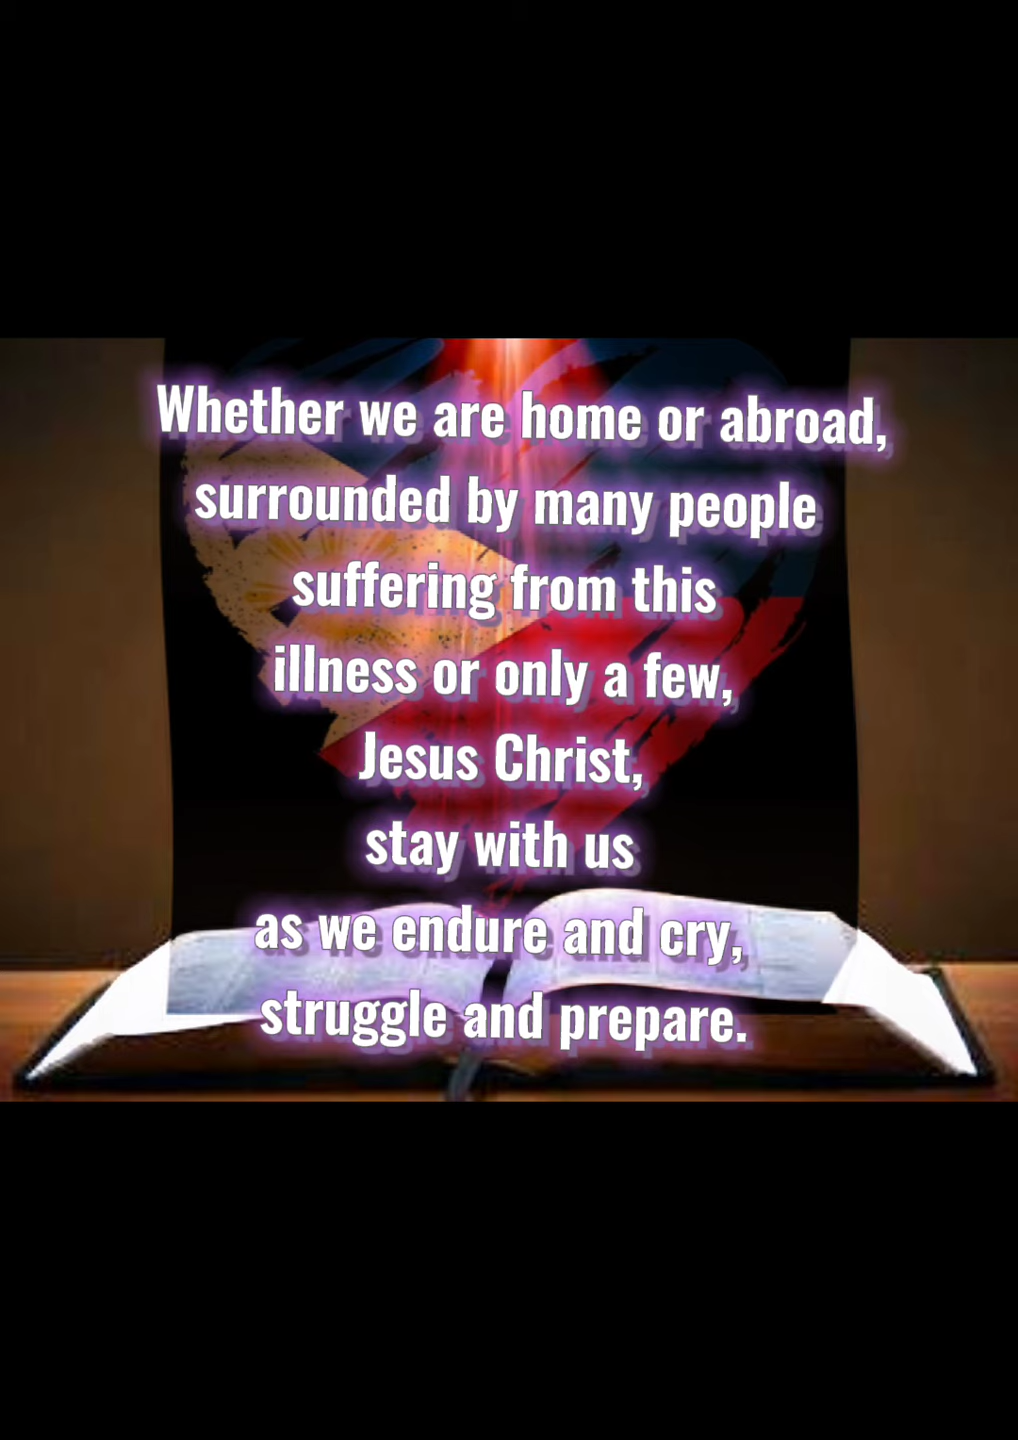 Whether we are home or abroad,
surrounded by many people
suffering from this
illness or only a few,
Jesus Christ,
stay with us
as we endure and cry,
struggle and prepare.